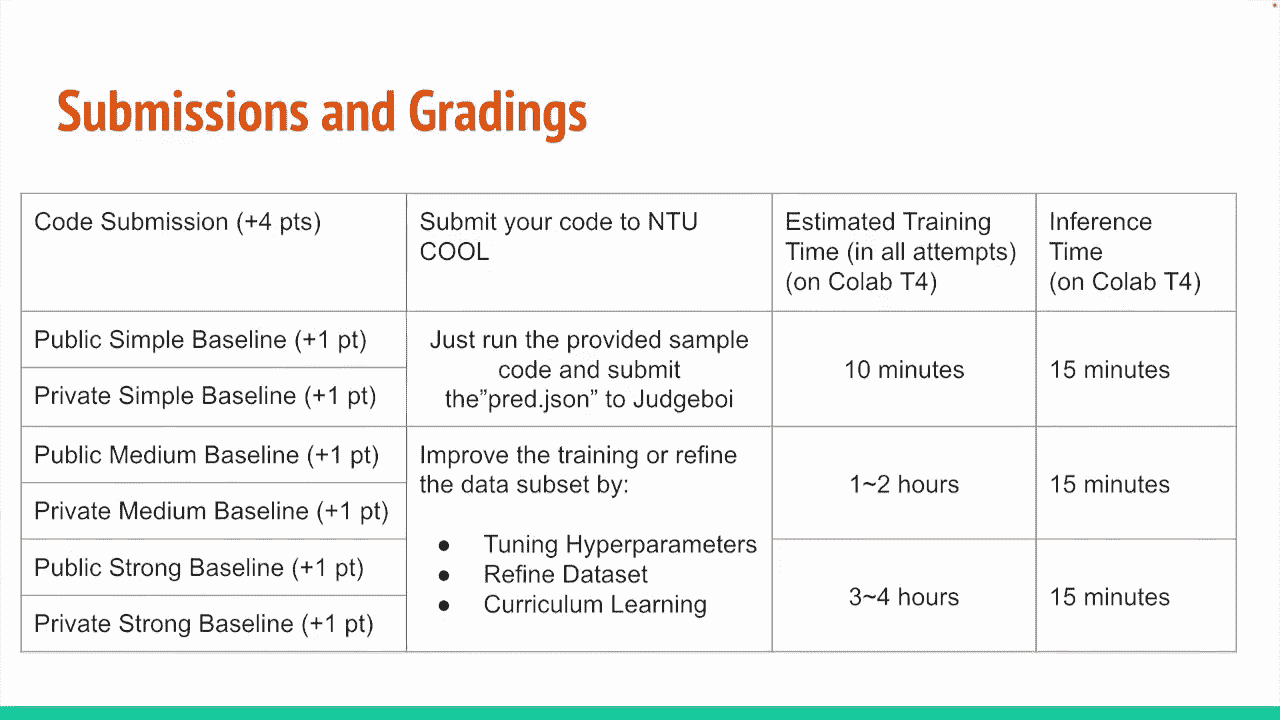 Submissions and Gradings
Code Submission (+4 pts)
Submit your code to NTU
COOL
Estimated Training
Time (in all attempts)
(on Colab T4)
Inference
Time
(on Colab T4)
Public Simple Baseline (+1 pt)
Private Simple Baseline (+1 pt)
Just run the provided sample
code and submit
the”pred.json” to Judgeboi
10 minutes
15 minutes
Public Medium Baseline (+1 pt)
Private Medium Baseline (+1 pt)
Public Strong Baseline (+1 pt)
Private Strong Baseline (+1 pt)
Improve the training or refine
the data subset by:
● Tuning Hyperparameters
● Refine Dataset
● Curriculum Learning
1~2 hours
15 minutes
3~4 hours
15 minutes